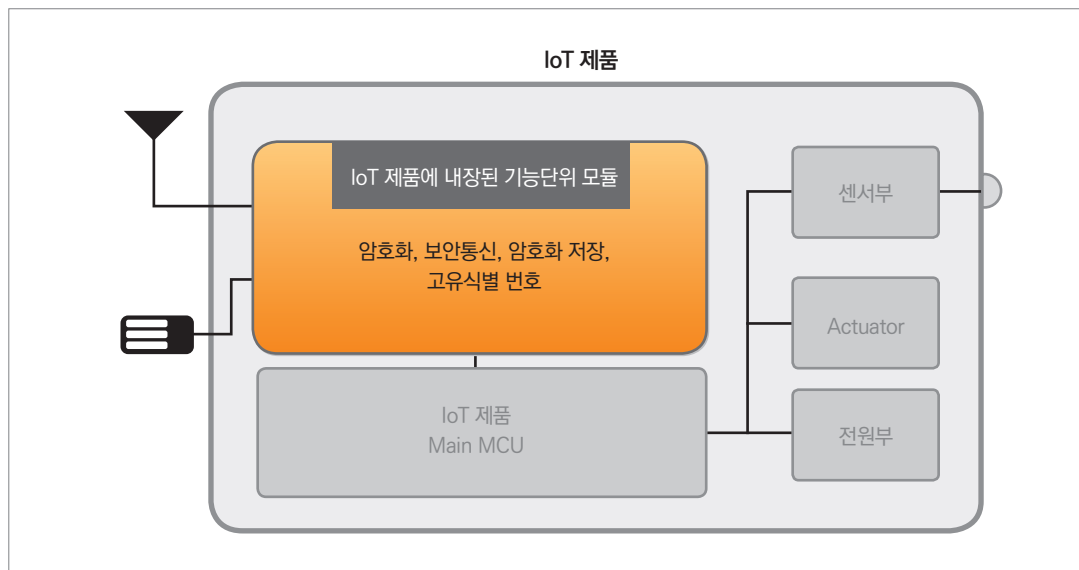 IoT 제품
IoT 제품에 내장된 기능단위 모듈
암호화, 보안통신, 암호화 저장,
고유식별 번호
센서부
Actuator
IoT 제품
Main MCU
전원부